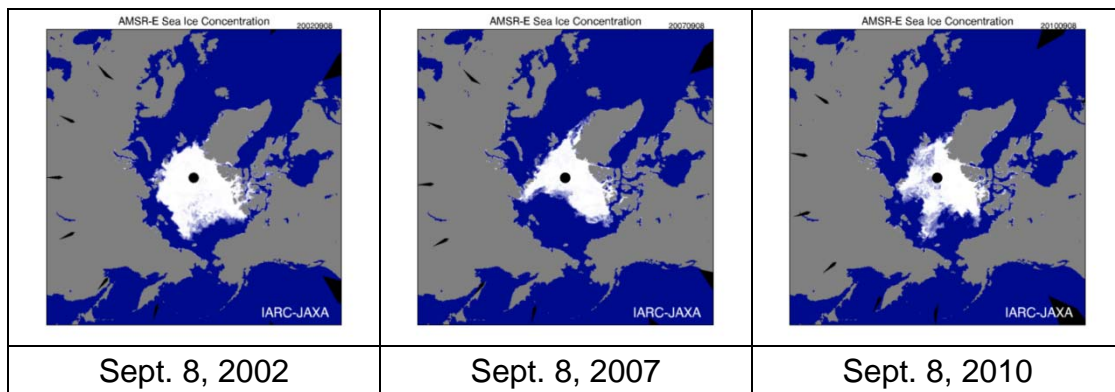 AMSR-E Sea Ice Concentration
20020908
IARC-JAXA
AMSR-E Sea Ice Concentration
20070908
IARC-JAXA
AMSR-E Sea Ice Concentration
20100908
IARC-JAXA
Sept. 8, 2002
Sept. 8, 2007
Sept. 8, 2010